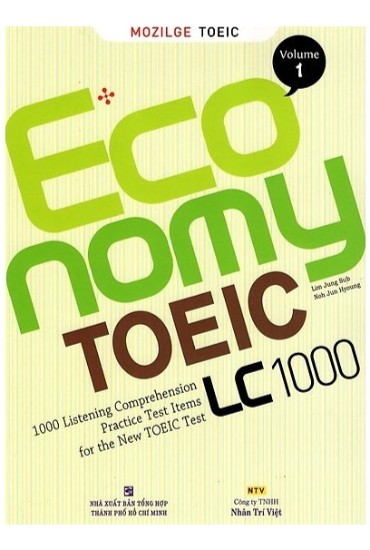 MOZILGE TOEIC
Volume
1
Eco
nomy
Lim Jung Sub
Noh Jun Hyoung
TOEIC
LC 1000
1000 Listening Comprehension
Practice Test Items
for the New TOEIC Test
NHÀ XUẤT BẢN TỔNG HỢP
THÀNH PHỐ HỒ CHÍ MINH
NTV
Công ty TNHH
Nhân Trí Việt